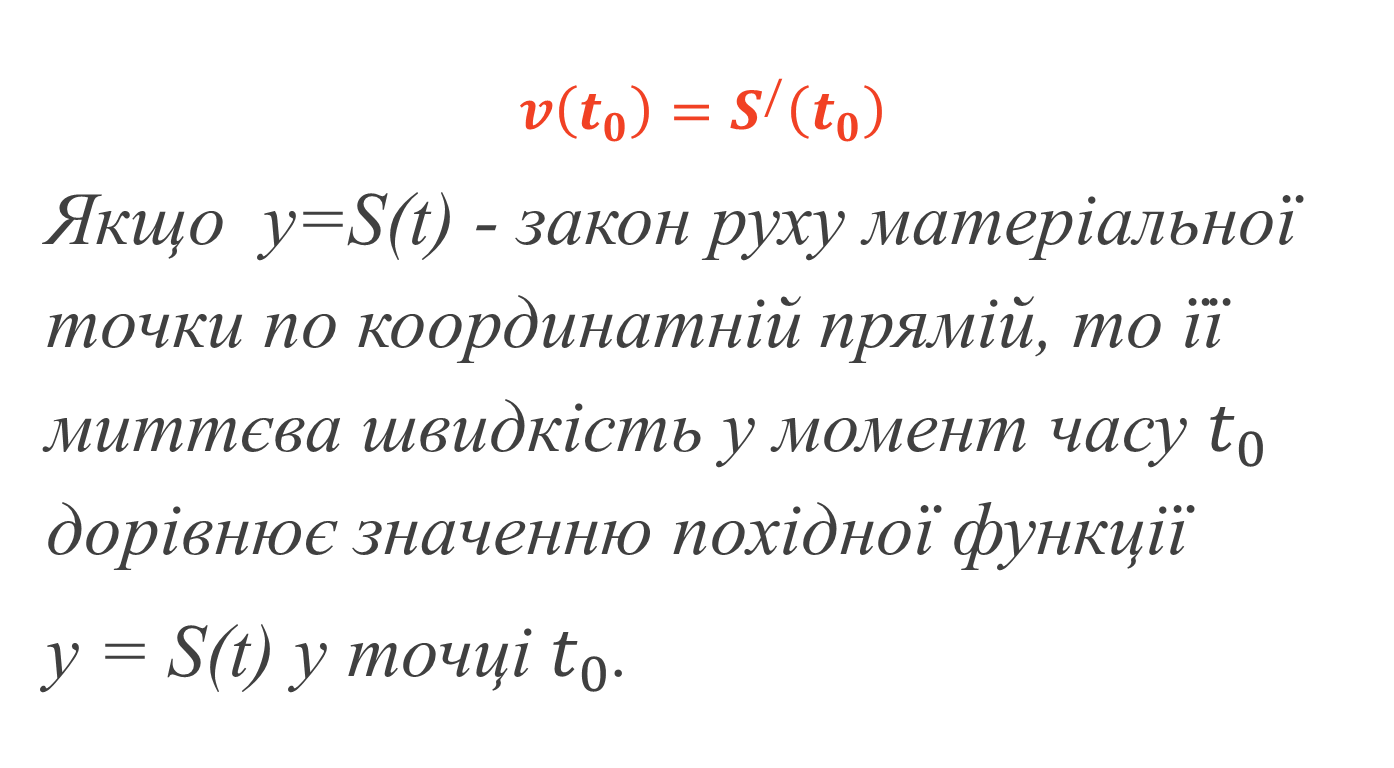 v(t₀) = S′(t₀)
Якщо y=S(t) - закон руху матеріальної
точки по координатній прямій, то її
миттєва швидкість у момент часу t₀
дорівнює значенню похідної функції
y = S(t) у точці t₀.